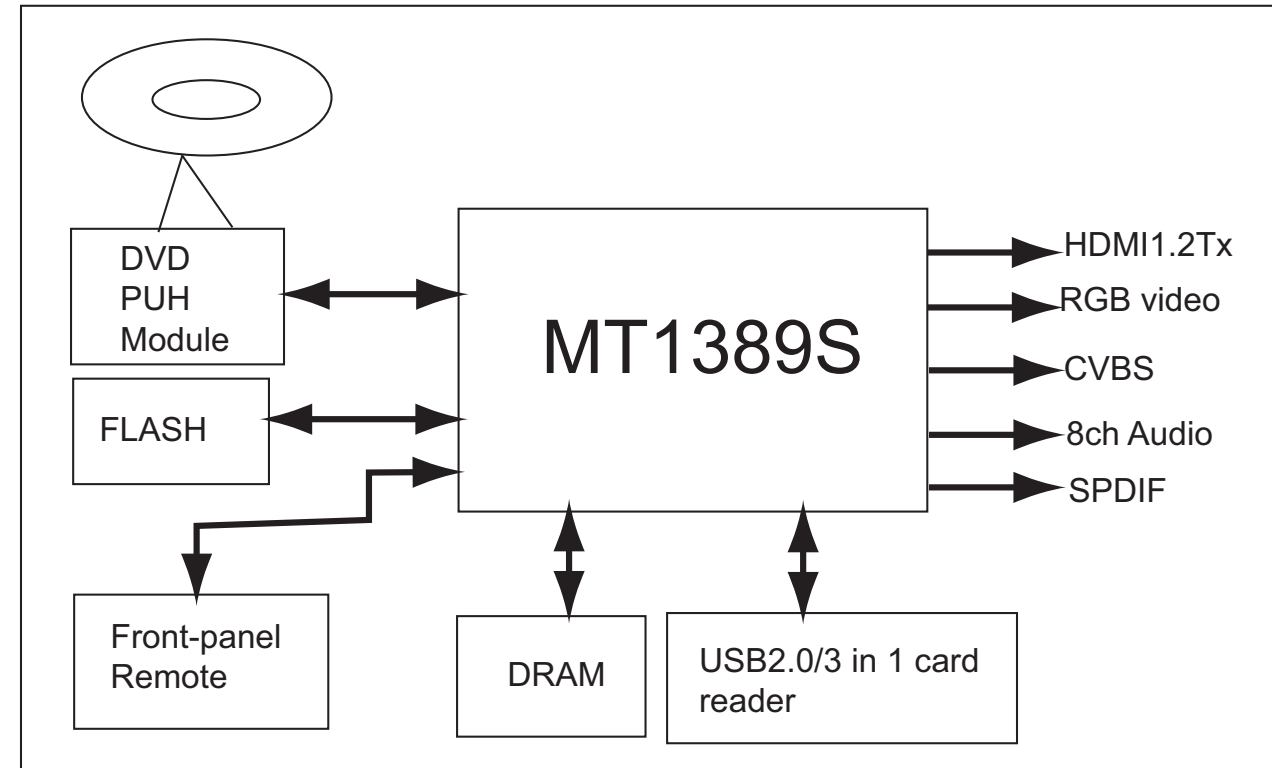 DVD
PUH
Module
FLASH
Front-panel
Remote
MT1389S
DRAM
USB2.0/3 in 1 card
reader
HDMI1.2Tx
RGB video
CVBS
8ch Audio
SPDIF